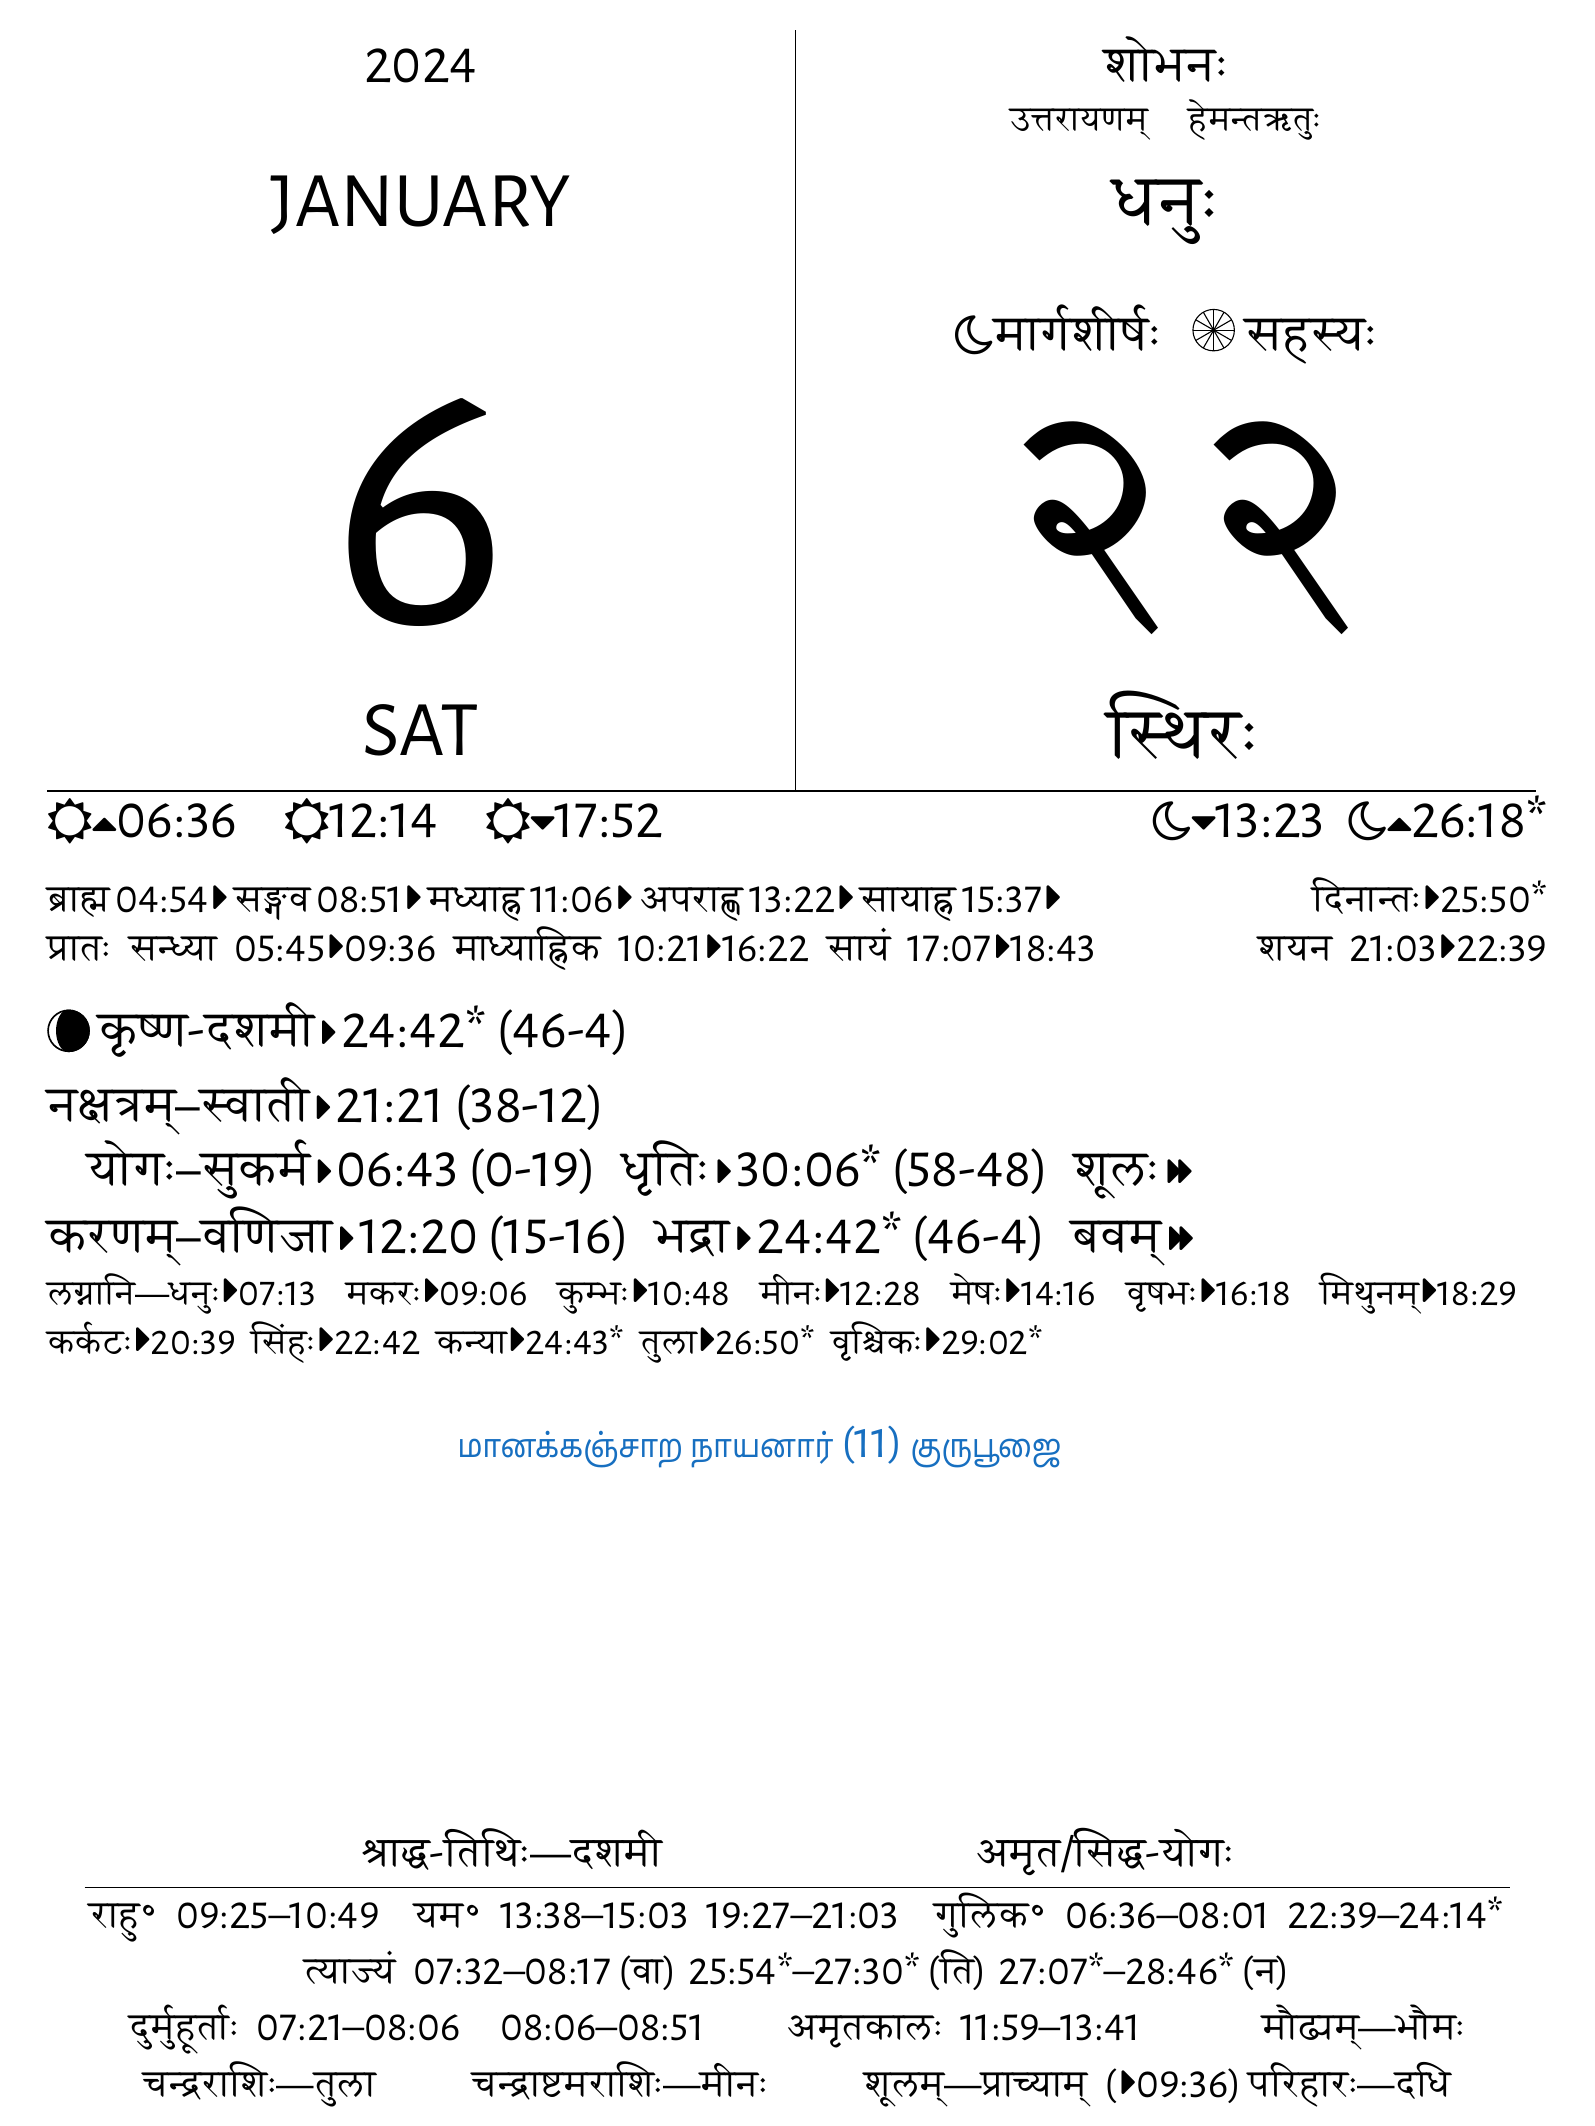 2024
JANUARY
6
SAT
शोभनः
उत्तरायणम् हेमन्तऋतुः
धनुः
मार्गशीर्षः सहस्यः
२२
स्थिरः
06:36 12:14 17:52 13:23 26:18*
ब्राह्म 04:54 सङ्गव 08:51 मध्याह्न 11:06 अपराह्ण 13:22 सायाह्न 15:37 दिनान्तः 25:50*
प्रातः सन्ध्या 05:45 09:36 माध्याह्निक 10:21 16:22 सायं 17:07 18:43 शयन 21:03 22:39
कृष्ण-दशमी 24:42* (46-4)
नक्षत्रम्–स्वाती 21:21 (38-12)
योगः–सुकर्म 06:43 (0-19) धृतिः 30:06* (58-48) शूलः
करणम्–वणिजा 12:20 (15-16) भद्रा 24:42* (46-4) बवम्
लग्नानि—धनुः 07:13 मकरः 09:06 कुम्भः 10:48 मीनः 12:28 मेषः 14:16 वृषभः 16:18 मिथुनम् 18:29
कर्कटः 20:39 सिंहः 22:42 कन्या 24:43* तुला 26:50* वृश्चिकः 29:02*
மானக்கஞ்சாற நாயனார் (11) குருபூஜை
श्राद्ध-तिथिः—दशमी अमृत/सिद्ध-योगः
राहु॰ 09:25–10:49 यम॰ 13:38–15:03 19:27–21:03 गुलिक॰ 06:36–08:01 22:39–24:14*
त्याज्यं 07:32–08:17 (वा) 25:54*–27:30* (ति) 27:07*–28:46* (न)
दुर्मुहूर्ताः 07:21–08:06 08:06–08:51 अमृतकालः 11:59–13:41 मौढ्यम्—भौमः
चन्द्रराशिः—तुला चन्द्राष्टमराशिः—मीनः शूलम्—प्राच्याम् (09:36) परिहारः—दधि